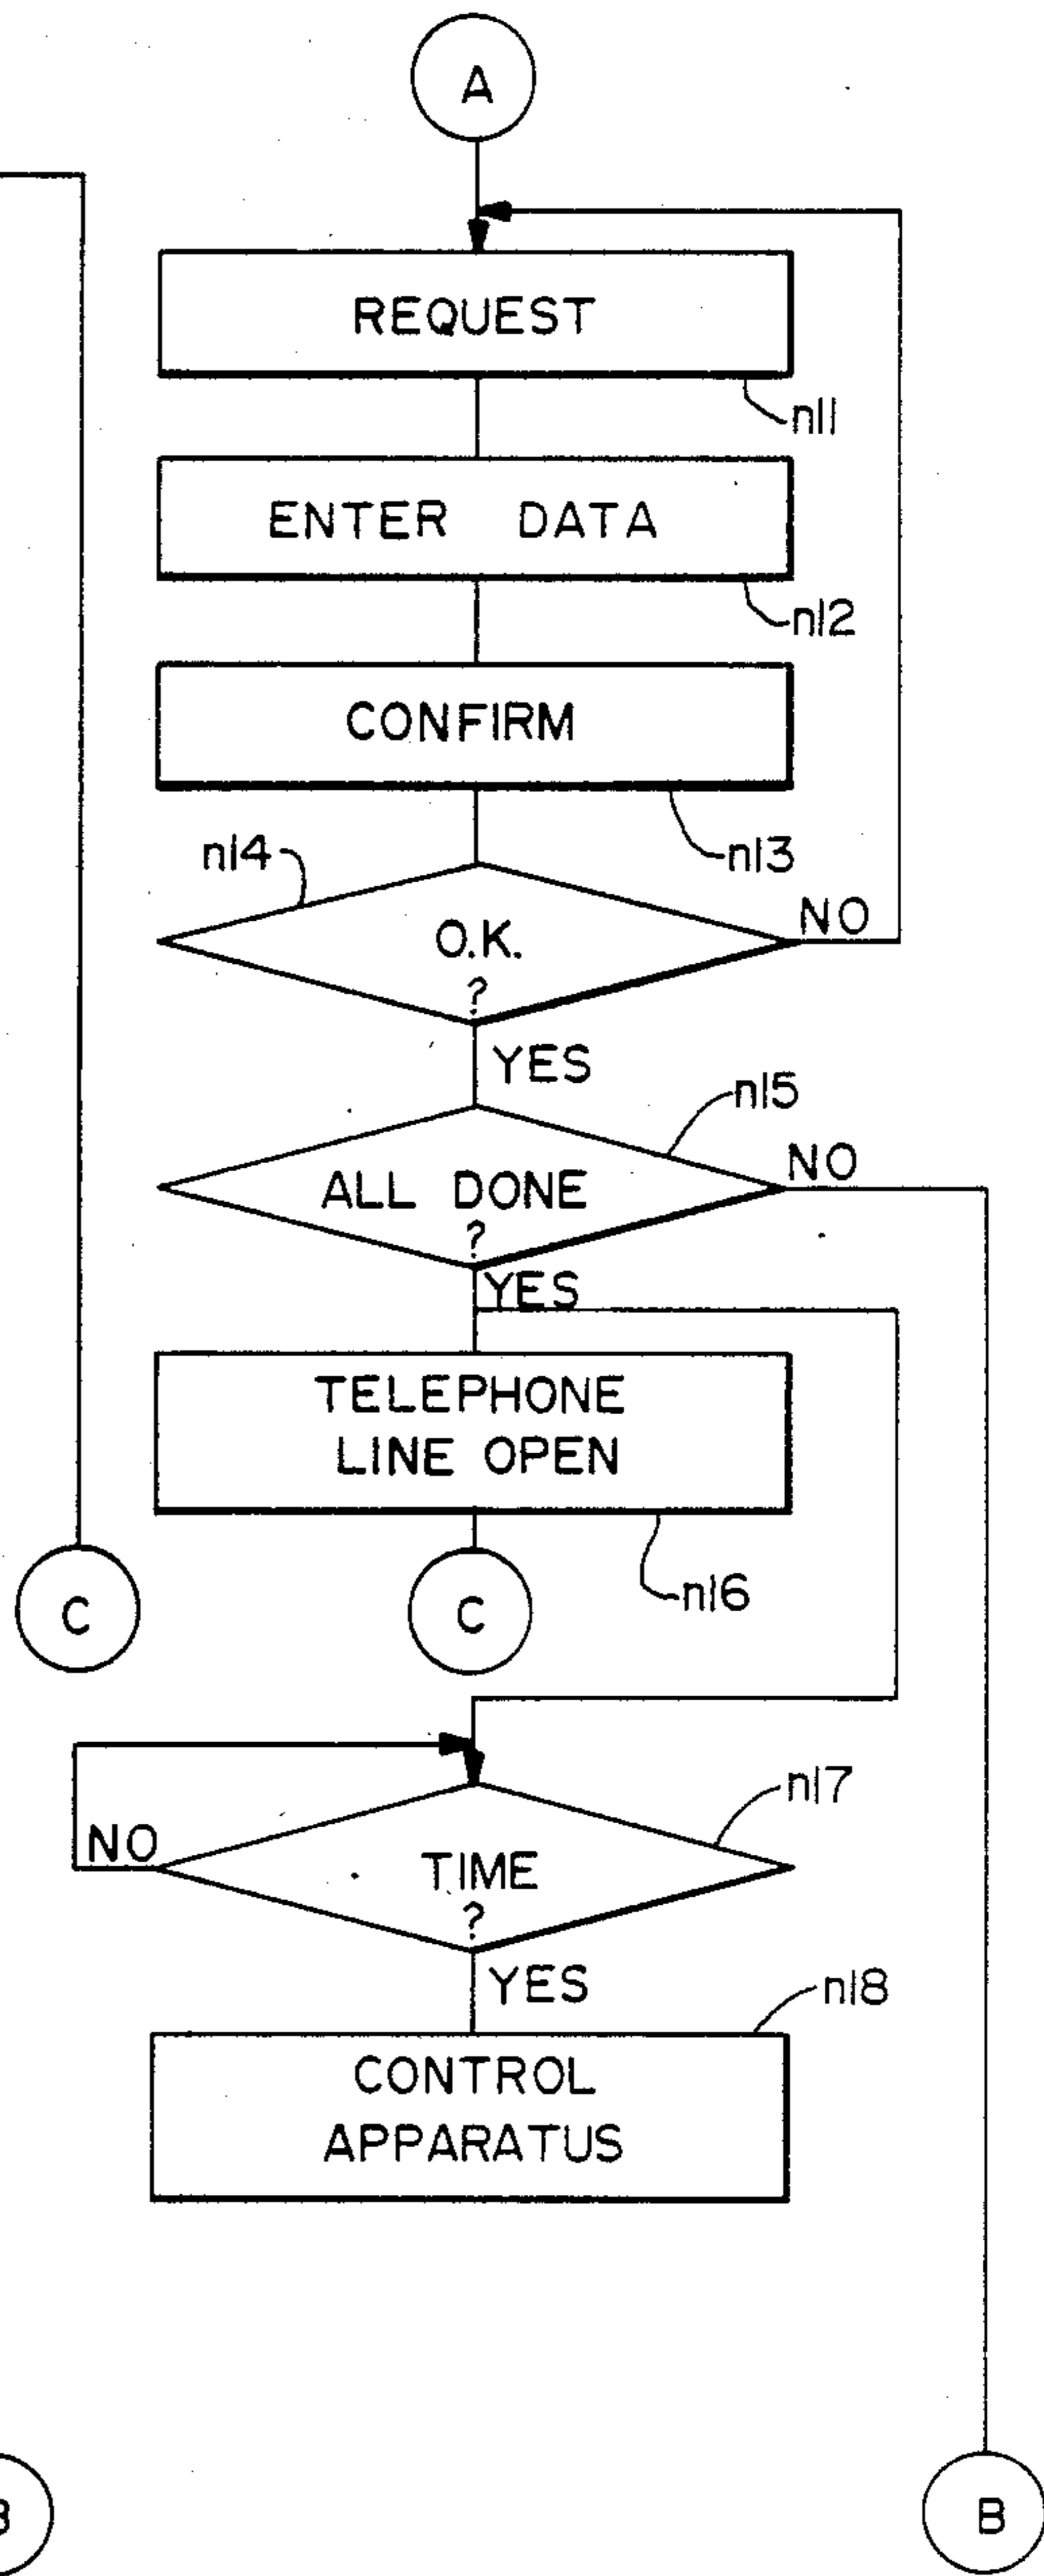 A
REQUEST
n11
ENTER DATA
n12
CONFIRM
n13
n14
O.K.
?
NO
YES
n15
ALL DONE
?
NO
YES
TELEPHONE
LINE OPEN
n16
C
C
n17
NO
TIME
?
YES
n18
CONTROL
APPARATUS
B
B